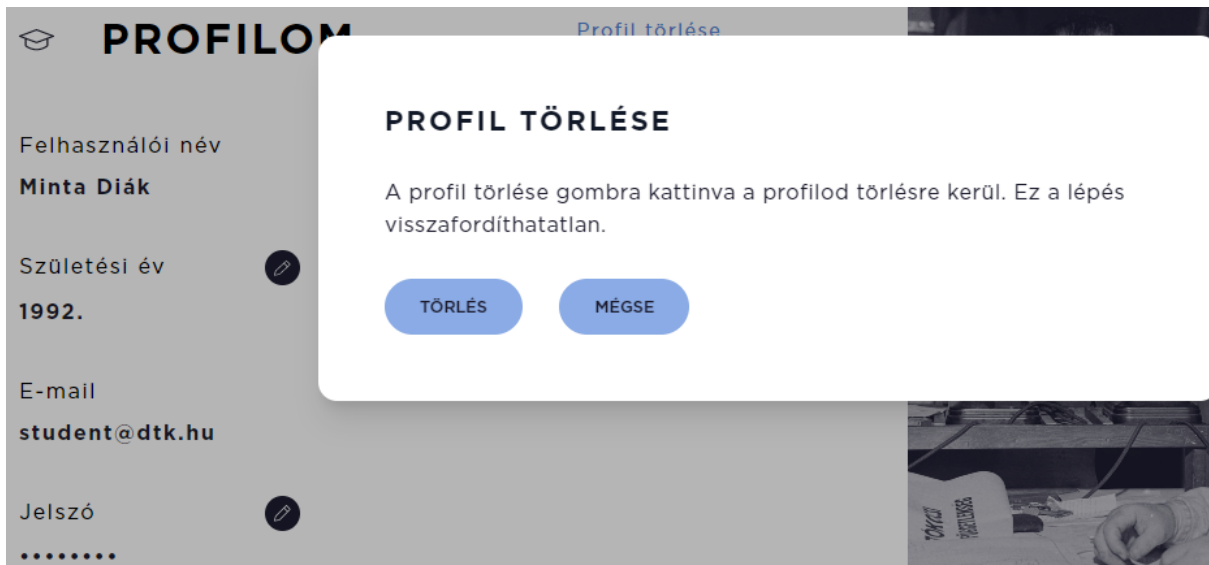 PROFILOM
Profil törlése
Felhasználói név
Minta Diák
Születési év
1992.
E-mail
student@dtk.hu
Jelszó
••••••••
PROFIL TÖRLÉSE
A profil törlése gombra kattinva a profilod törlésre kerül. Ez a lépés
visszafordíthatatlan.
TÖRLÉS
MÉGSE